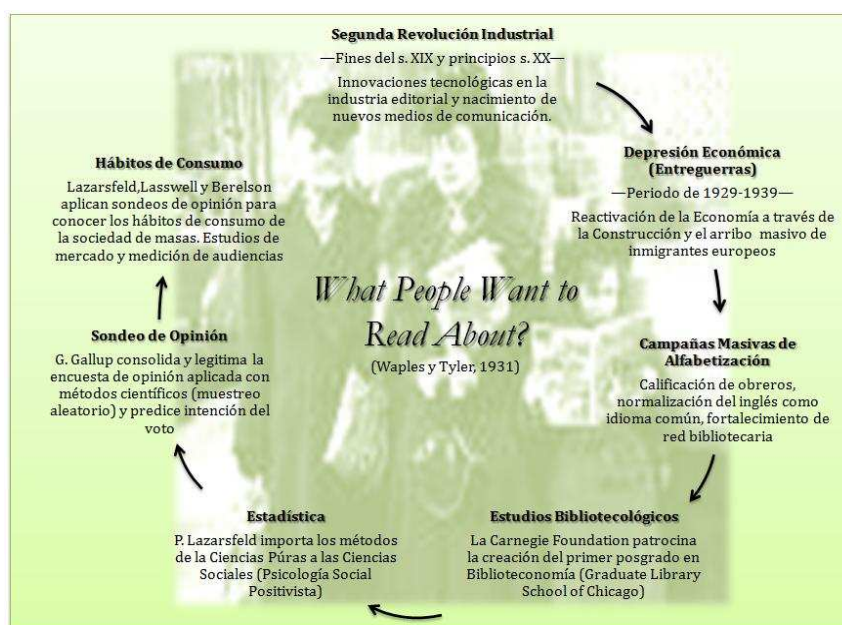 Segunda Revolución Industrial
—Fines del s. XIX y principios s. XX—
Innovaciones tecnológicas en la
industria editorial y nacimiento de
nuevos medios de comunicación.
Depresión Económica
(Entreguerras)
—Periodo de 1929-1939—
Reactivación de la Economía a través de
la Construcción y el arribo masivo de
inmigrantes europeos
Campañas Masivas de
Alfabetización
Calificación de obreros,
normalización del inglés como
idioma común, fortalecimiento de
red bibliotecaria
Estudios Bibliotecológicos
La Carnegie Foundation patrocina
la creación del primer posgrado en
Biblioteconomía (Graduate Library
School of Chicago)
Estadística
P. Lazarsfeld importa los métodos
de la Ciencias Púras a las Ciencias
Sociales (Psicología Social
Positivista)
Sondeo de Opinión
G. Gallup consolida y legitima la
encuesta de opinión aplicada con
métodos científicos (muestreo
aleatorio) y predice intención del
voto
Hábitos de Consumo
Lazarsfeld,Lasswell y Berelson
aplican sondeos de opinión para
conocer los hábitos de consumo de
la sociedad de masas. Estudios de
mercado y medición de audiencias
What People Want to
Read About?
(Waples y Tyler, 1931)